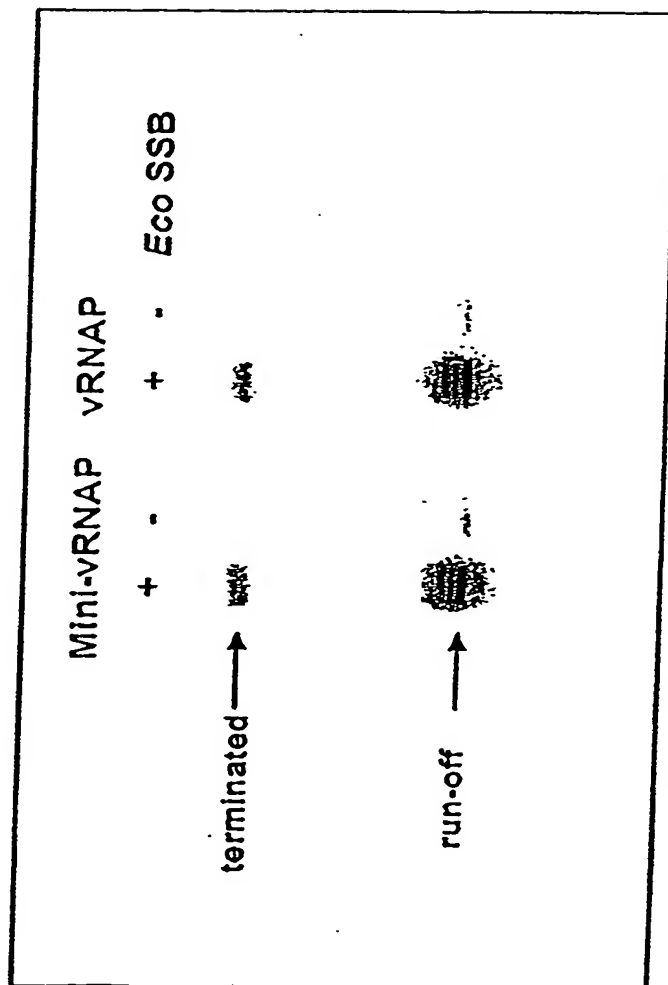 Mini-vRNAP vRNAP
+ - + - Eco SSB
terminated
run-off